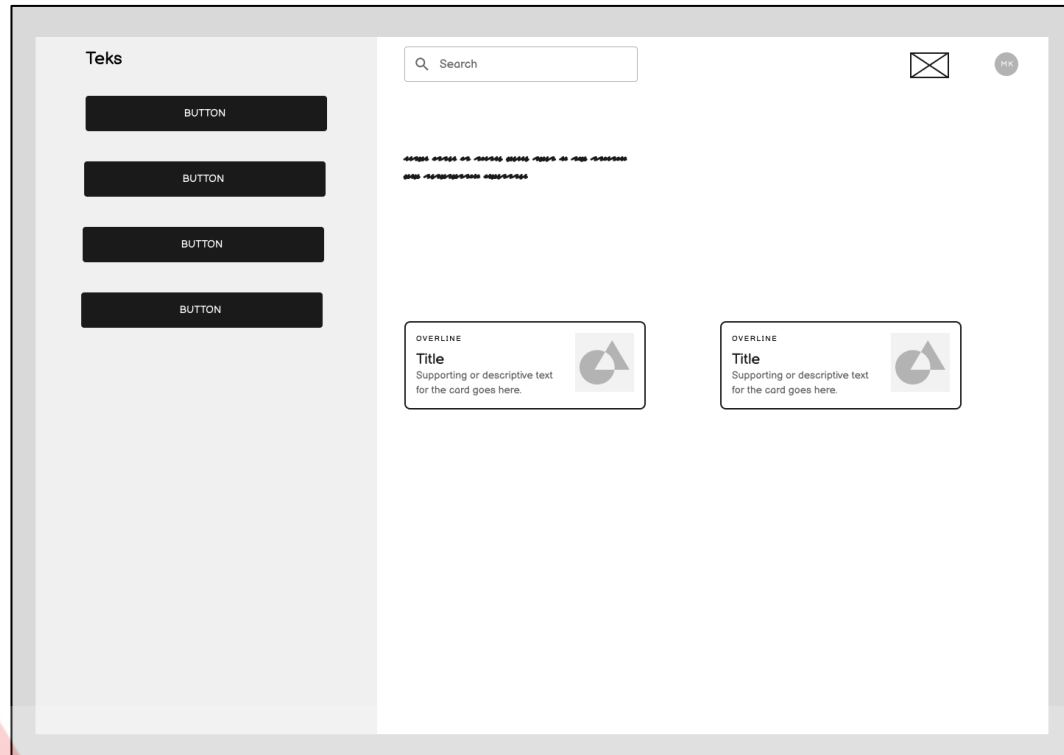 Teks
BUTTON
BUTTON
BUTTON
BUTTON
Search
MK
OVERLINE
Title
Supporting or descriptive text
for the card goes here.
OVERLINE
Title
Supporting or descriptive text
for the card goes here.